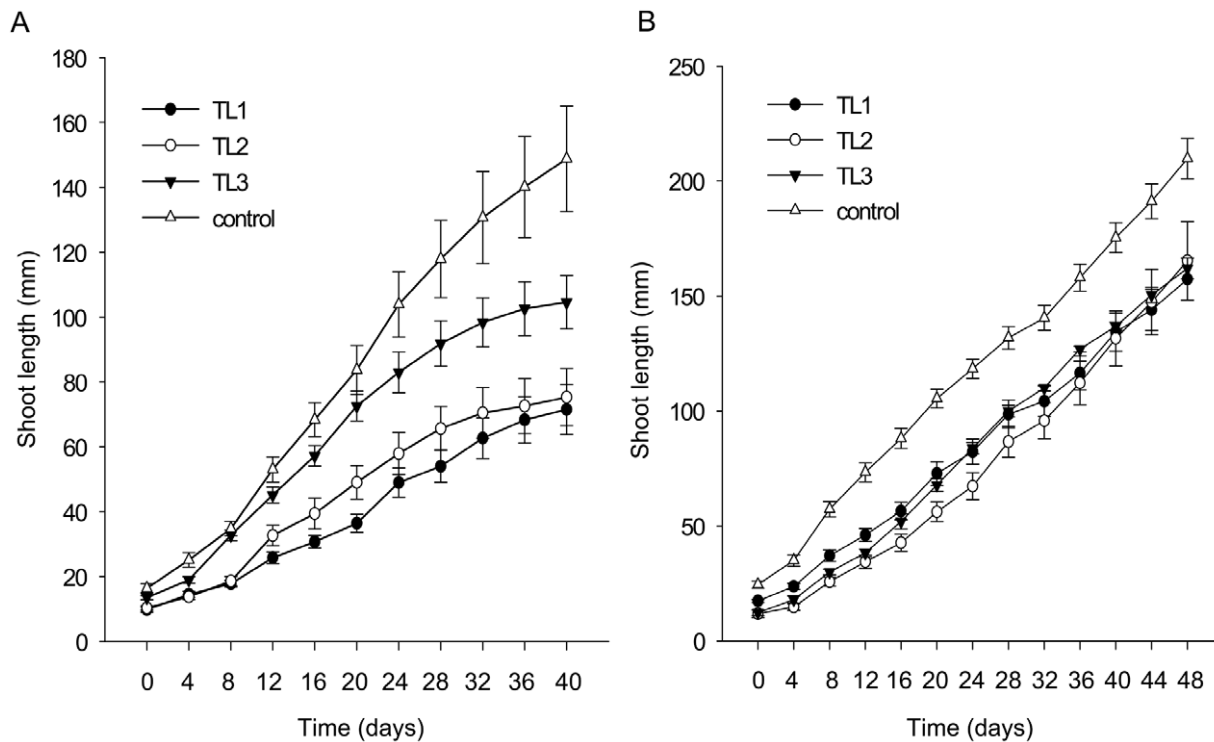 A
180
160
140
120
100
80
60
40
20
0
Shoot length (mm)
TL1
TL2
TL3
control
0 4 8 12 16 20 24 28 32 36 40
Time (days)
B
250
200
150
100
50
0
Shoot length (mm)
TL1
TL2
TL3
control
0 4 8 12 16 20 24 28 32 36 40 44 48
Time (days)